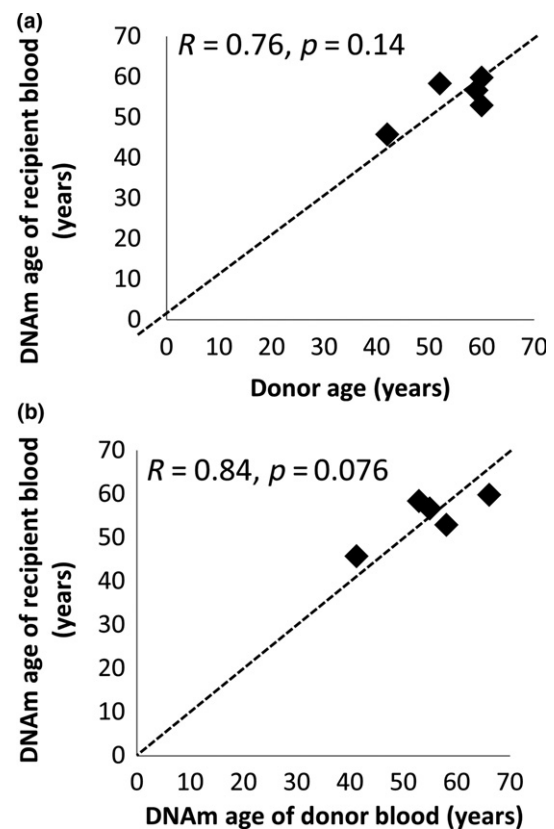 (a)
R = 0.76, p = 0.14
DNAm age of recipient blood
(years)
70
60
50
40
30
20
10
0
0 10 20 30 40 50 60 70
Donor age (years)
(b)
R = 0.84, p = 0.076
DNAm age of recipient blood
(years)
70
60
50
40
30
20
10
0
0 10 20 30 40 50 60 70
DNAm age of donor blood (years)